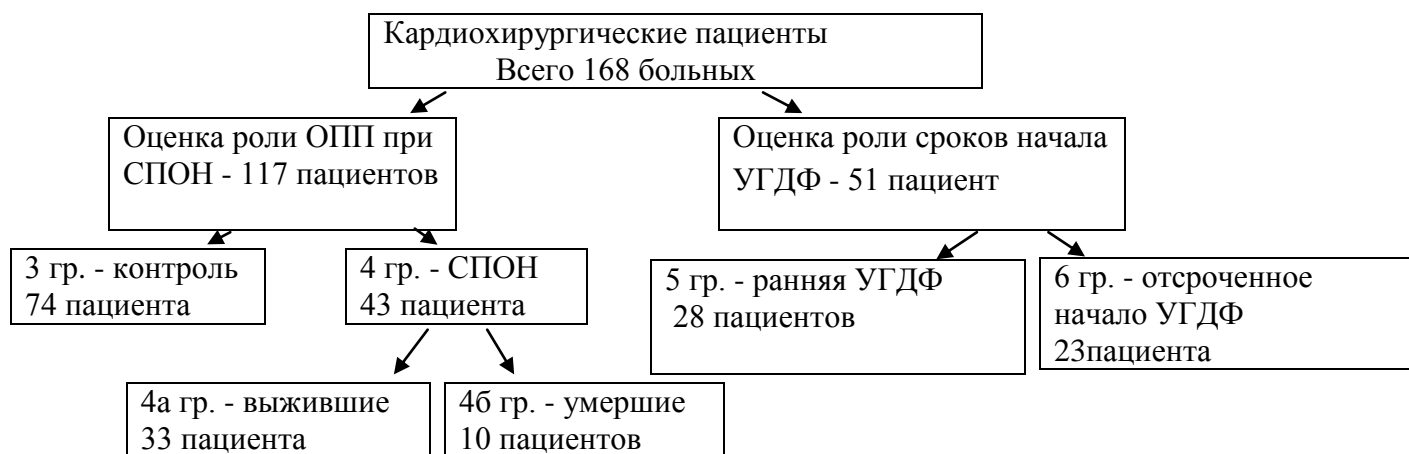 Кардиохирургические пациенты
Всего 168 больных
Оценка роли ОПП при
СПОН - 117 пациентов
Оценка роли сроков начала
УГДФ - 51 пациент
3 гр. - контроль
74 пациента
4 гр. - СПОН
43 пациента
5 гр. - ранняя УГДФ
28 пациентов
6 гр. - отсроченное
начало УГДФ
23пациента
4а гр. - выжившие
33 пациента
4б гр. - умершие
10 пациентов